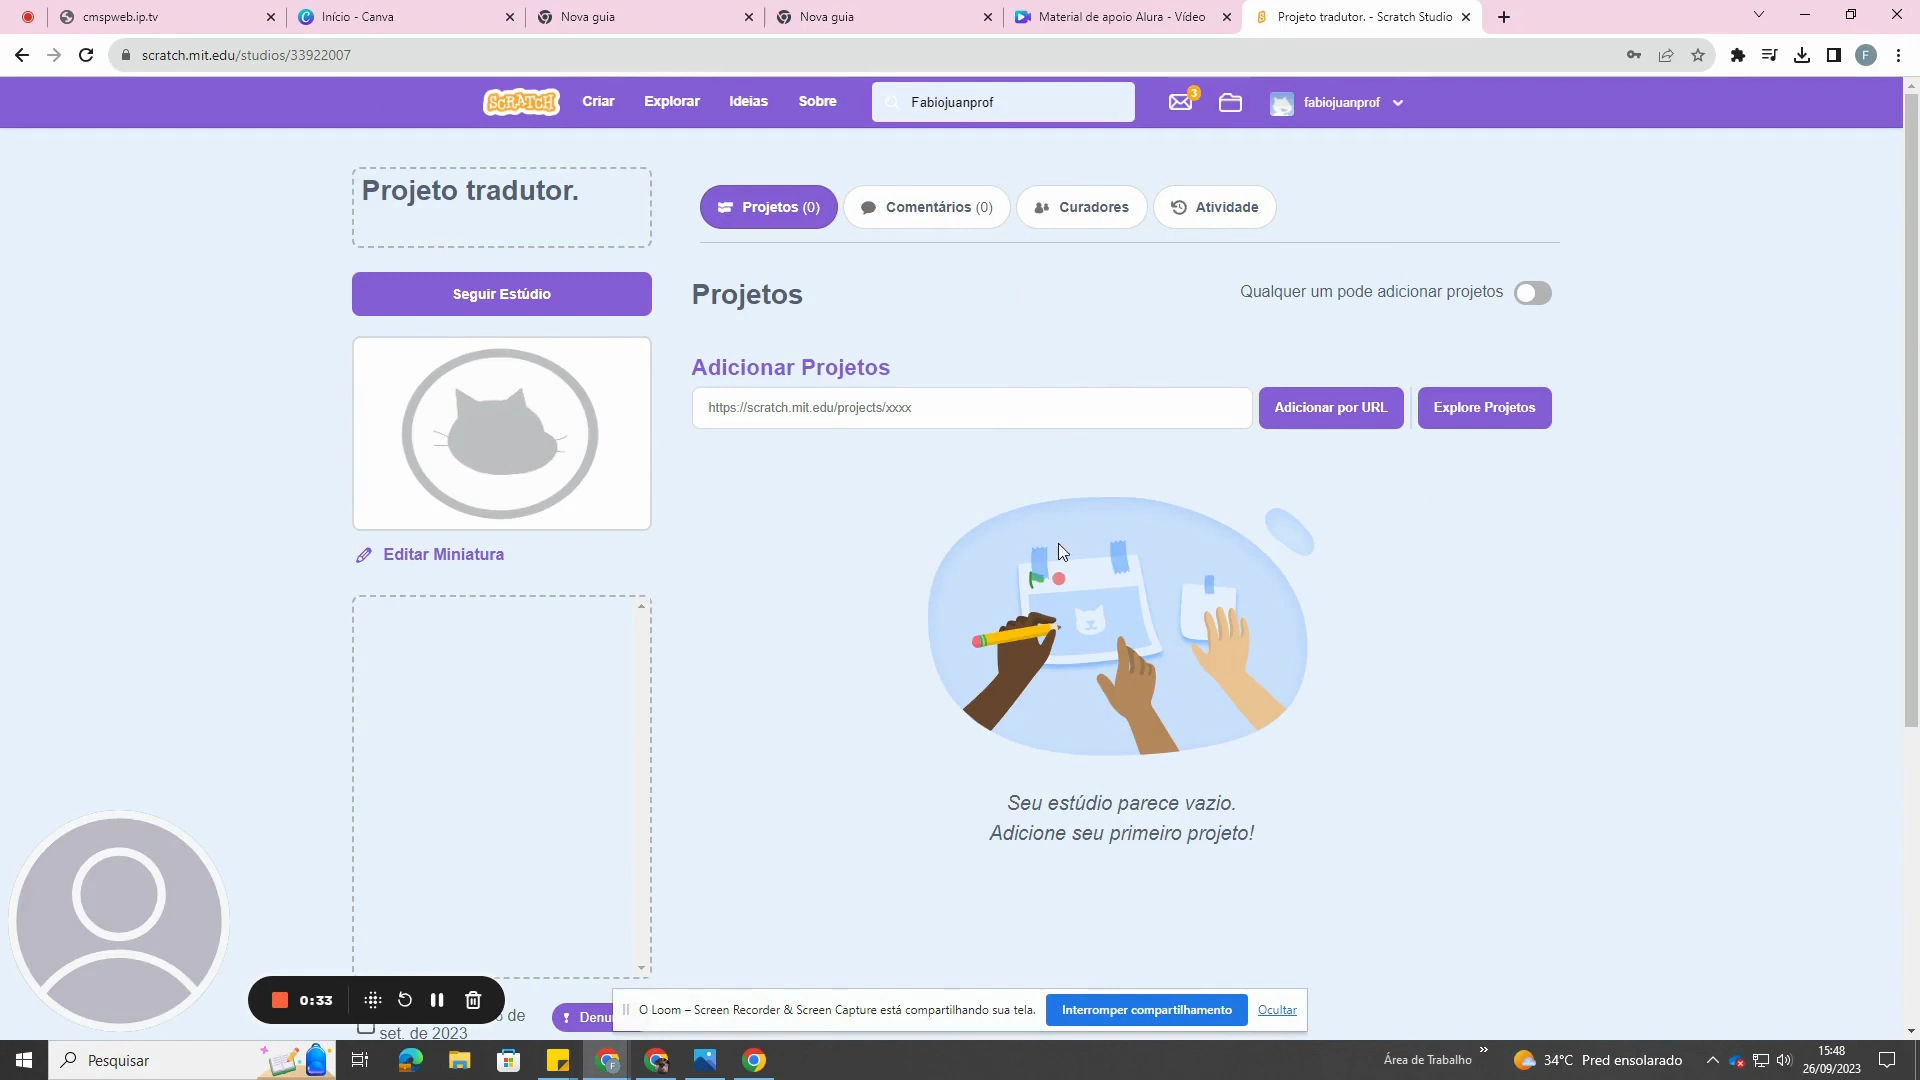 cmspweb.ip.tv
Início - Canva
Nova guia
Nova guia
Material de apoio Alura - Vídeo
Projeto tradutor. - Scratch Studio
scratch.mit.edu/studios/33922007
F
SCRATCH
Criar
Explorar
Ideias
Sobre
Fabiojuanprof
3
fabiojuanprof
Projeto tradutor.
Projetos (0)
Comentários (0)
Curadores
Atividade
Seguir Estúdio
Projetos
Qualquer um pode adicionar projetos
Adicionar Projetos
https://scratch.mit.edu/projects/xxxx
Adicionar por URL
Explore Projetos
Editar Miniatura
Seu estúdio parece vazio.
Adicione seu primeiro projeto!
0:33
de
set. de 2023
O Loom – Screen Recorder & Screen Capture está compartilhando sua tela.
Interromper compartilhamento
Ocultar
Pesquisar
Área de Trabalho
34°C Pred ensolarado
15:48
26/09/2023